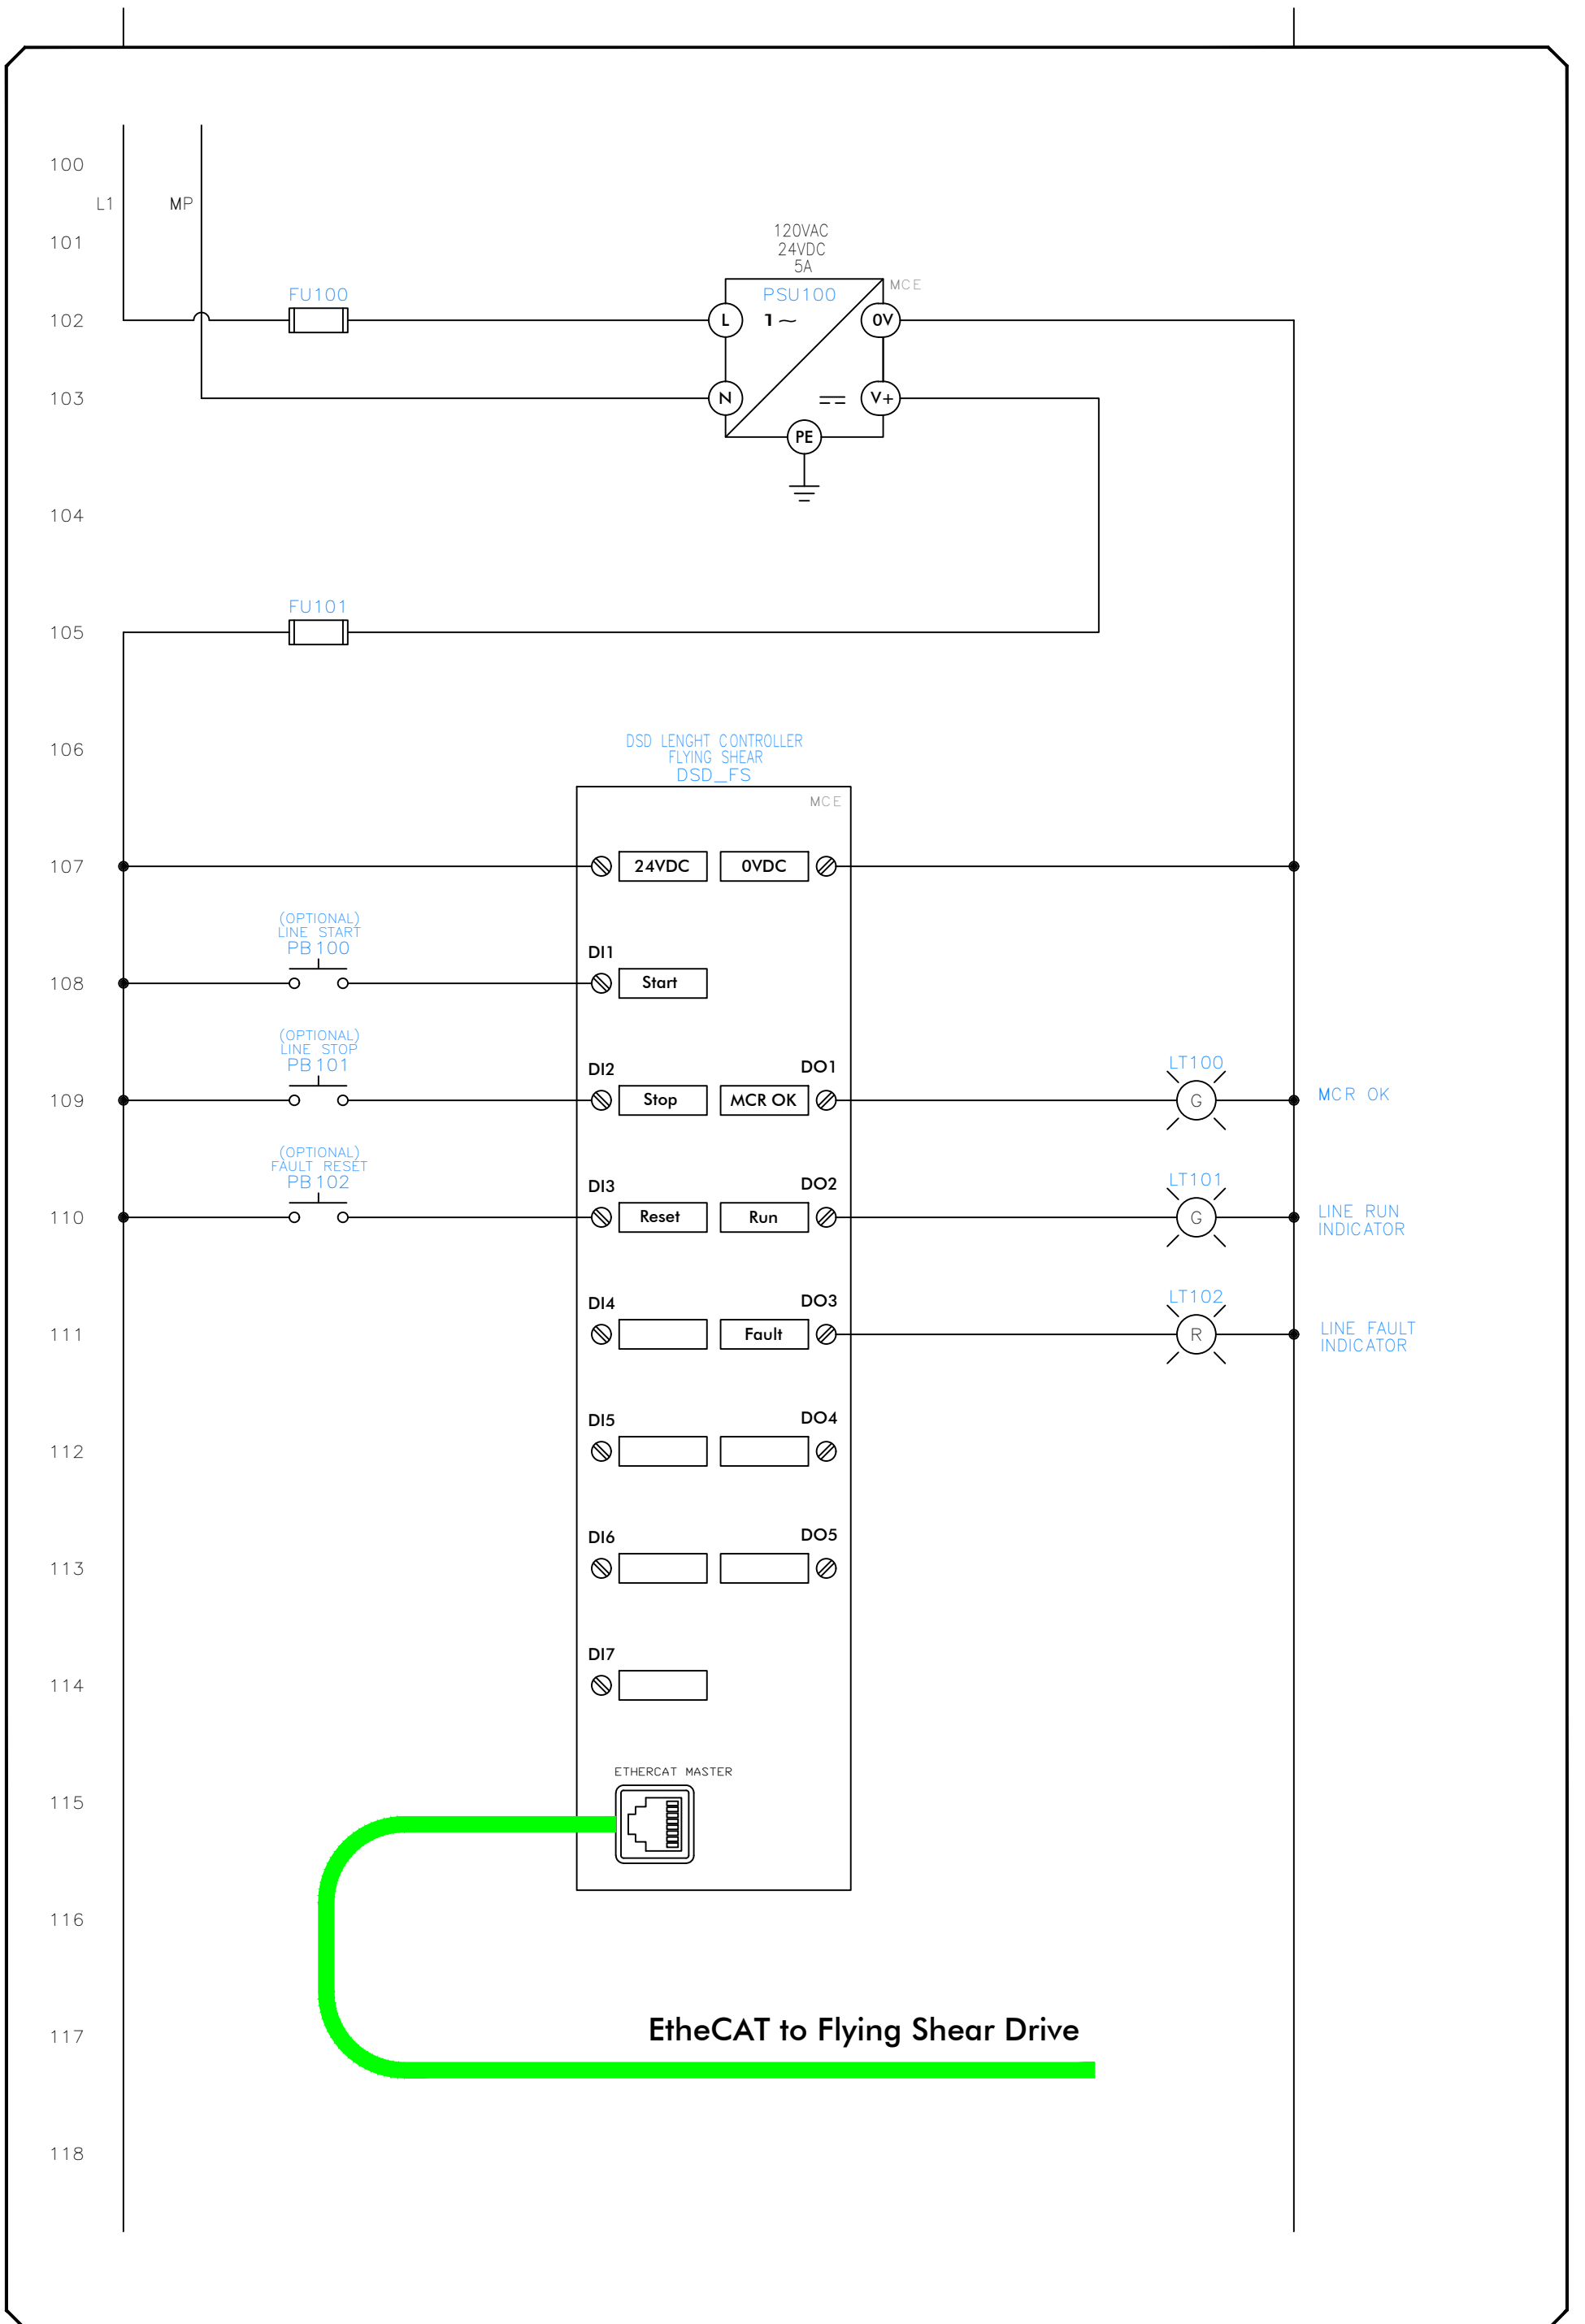 100
L1
MP
101
120VAC
24VDC
5A
MCE
FU100
PSU100
102
L
1~
0V
103
N
V+
PE
104
FU101
105
106
DSD LENGHT CONTROLLER
FLYING SHEAR
DSD_FS
MCE
107
24VDC
0VDC
(OPTIONAL)
LINE START
PB100
DI1
108
Start
(OPTIONAL)
LINE STOP
PB101
DI2
DO1
LT100
109
Stop
MCR OK
G
MCR OK
(OPTIONAL)
FAULT RESET
PB102
DI3
DO2
LT101
110
Reset
Run
G
LINE RUN
INDICATOR
DI4
DO3
LT102
111
Fault
R
LINE FAULT
INDICATOR
DI5
DO4
112
DI6
DO5
113
DI7
114
ETHERCAT MASTER
115
116
117
EtheCAT to Flying Shear Drive
118